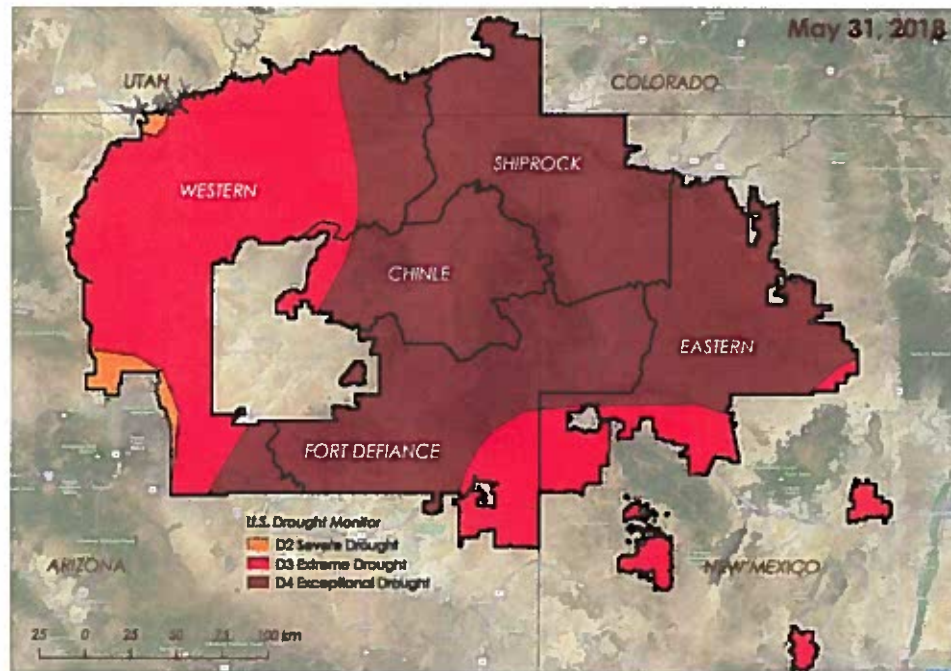 May 31, 2018
UTAH
COLORADO
SHIPROCK
WESTERN
CHINLE
EASTERN
FORT DEFIANCE
U.S. Drought Monitor
D2 Severe Drought
D3 Extreme Drought
D4 Exceptional Drought
ARIZONA
NEW MEXICO
25 0 25 50 100 km